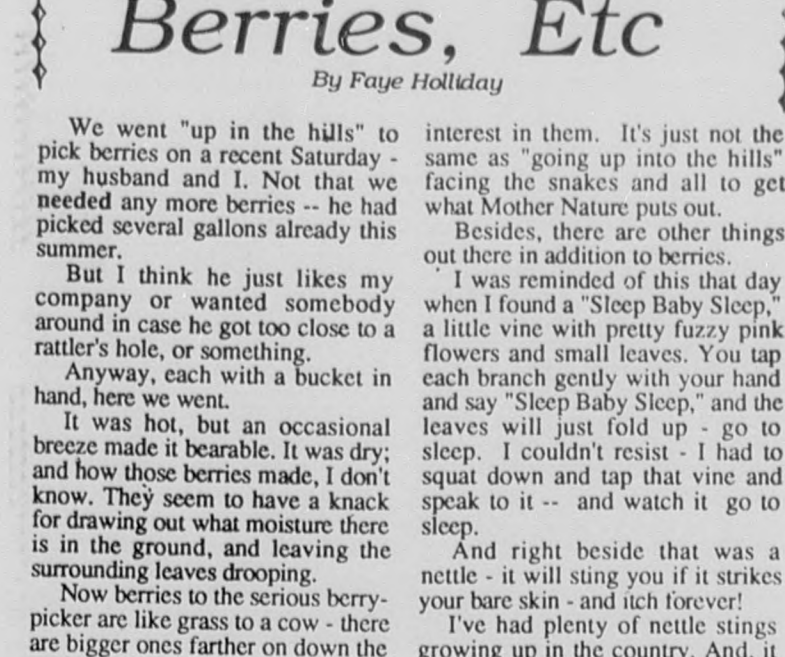 Berries, Etc
By Faye Holliday
We went "up in the hills" to
pick berries on a recent Saturday -
my husband and I. Not that we
needed any more berries -- he had
picked several gallons already this
summer.
But I think he just likes my
company or wanted somebody
around in case he got too close to a
rattler's hole, or something.
Anyway, each with a bucket in
hand, here we went.
It was hot, but an occasional
breeze made it bearable. It was dry;
and how those berries made, I don't
know. They seem to have a knack
for drawing out what moisture there
is in the ground, and leaving the
surrounding leaves drooping.
Now berries to the serious berry-
picker are like grass to a cow - there
are bigger ones farther on down the
interest in them. It's just not the
same as "going up into the hills"
facing the snakes and all to get
what Mother Nature puts out.
Besides, there are other things
out there in addition to berries.
I was reminded of this that day
when I found a "Sleep Baby Sleep,"
a little vine with pretty fuzzy pink
flowers and small leaves. You tap
each branch gently with your hand
and say "Sleep Baby Sleep," and the
leaves will just fold up - go to
sleep. I couldn't resist - I had to
squat down and tap that vine and
speak to it -- and watch it go to
sleep.
And right beside that was a
nettle - it will sting you if it strikes
your bare skin - and itch forever!
I've had plenty of nettle stings
growing up in the country. And, it